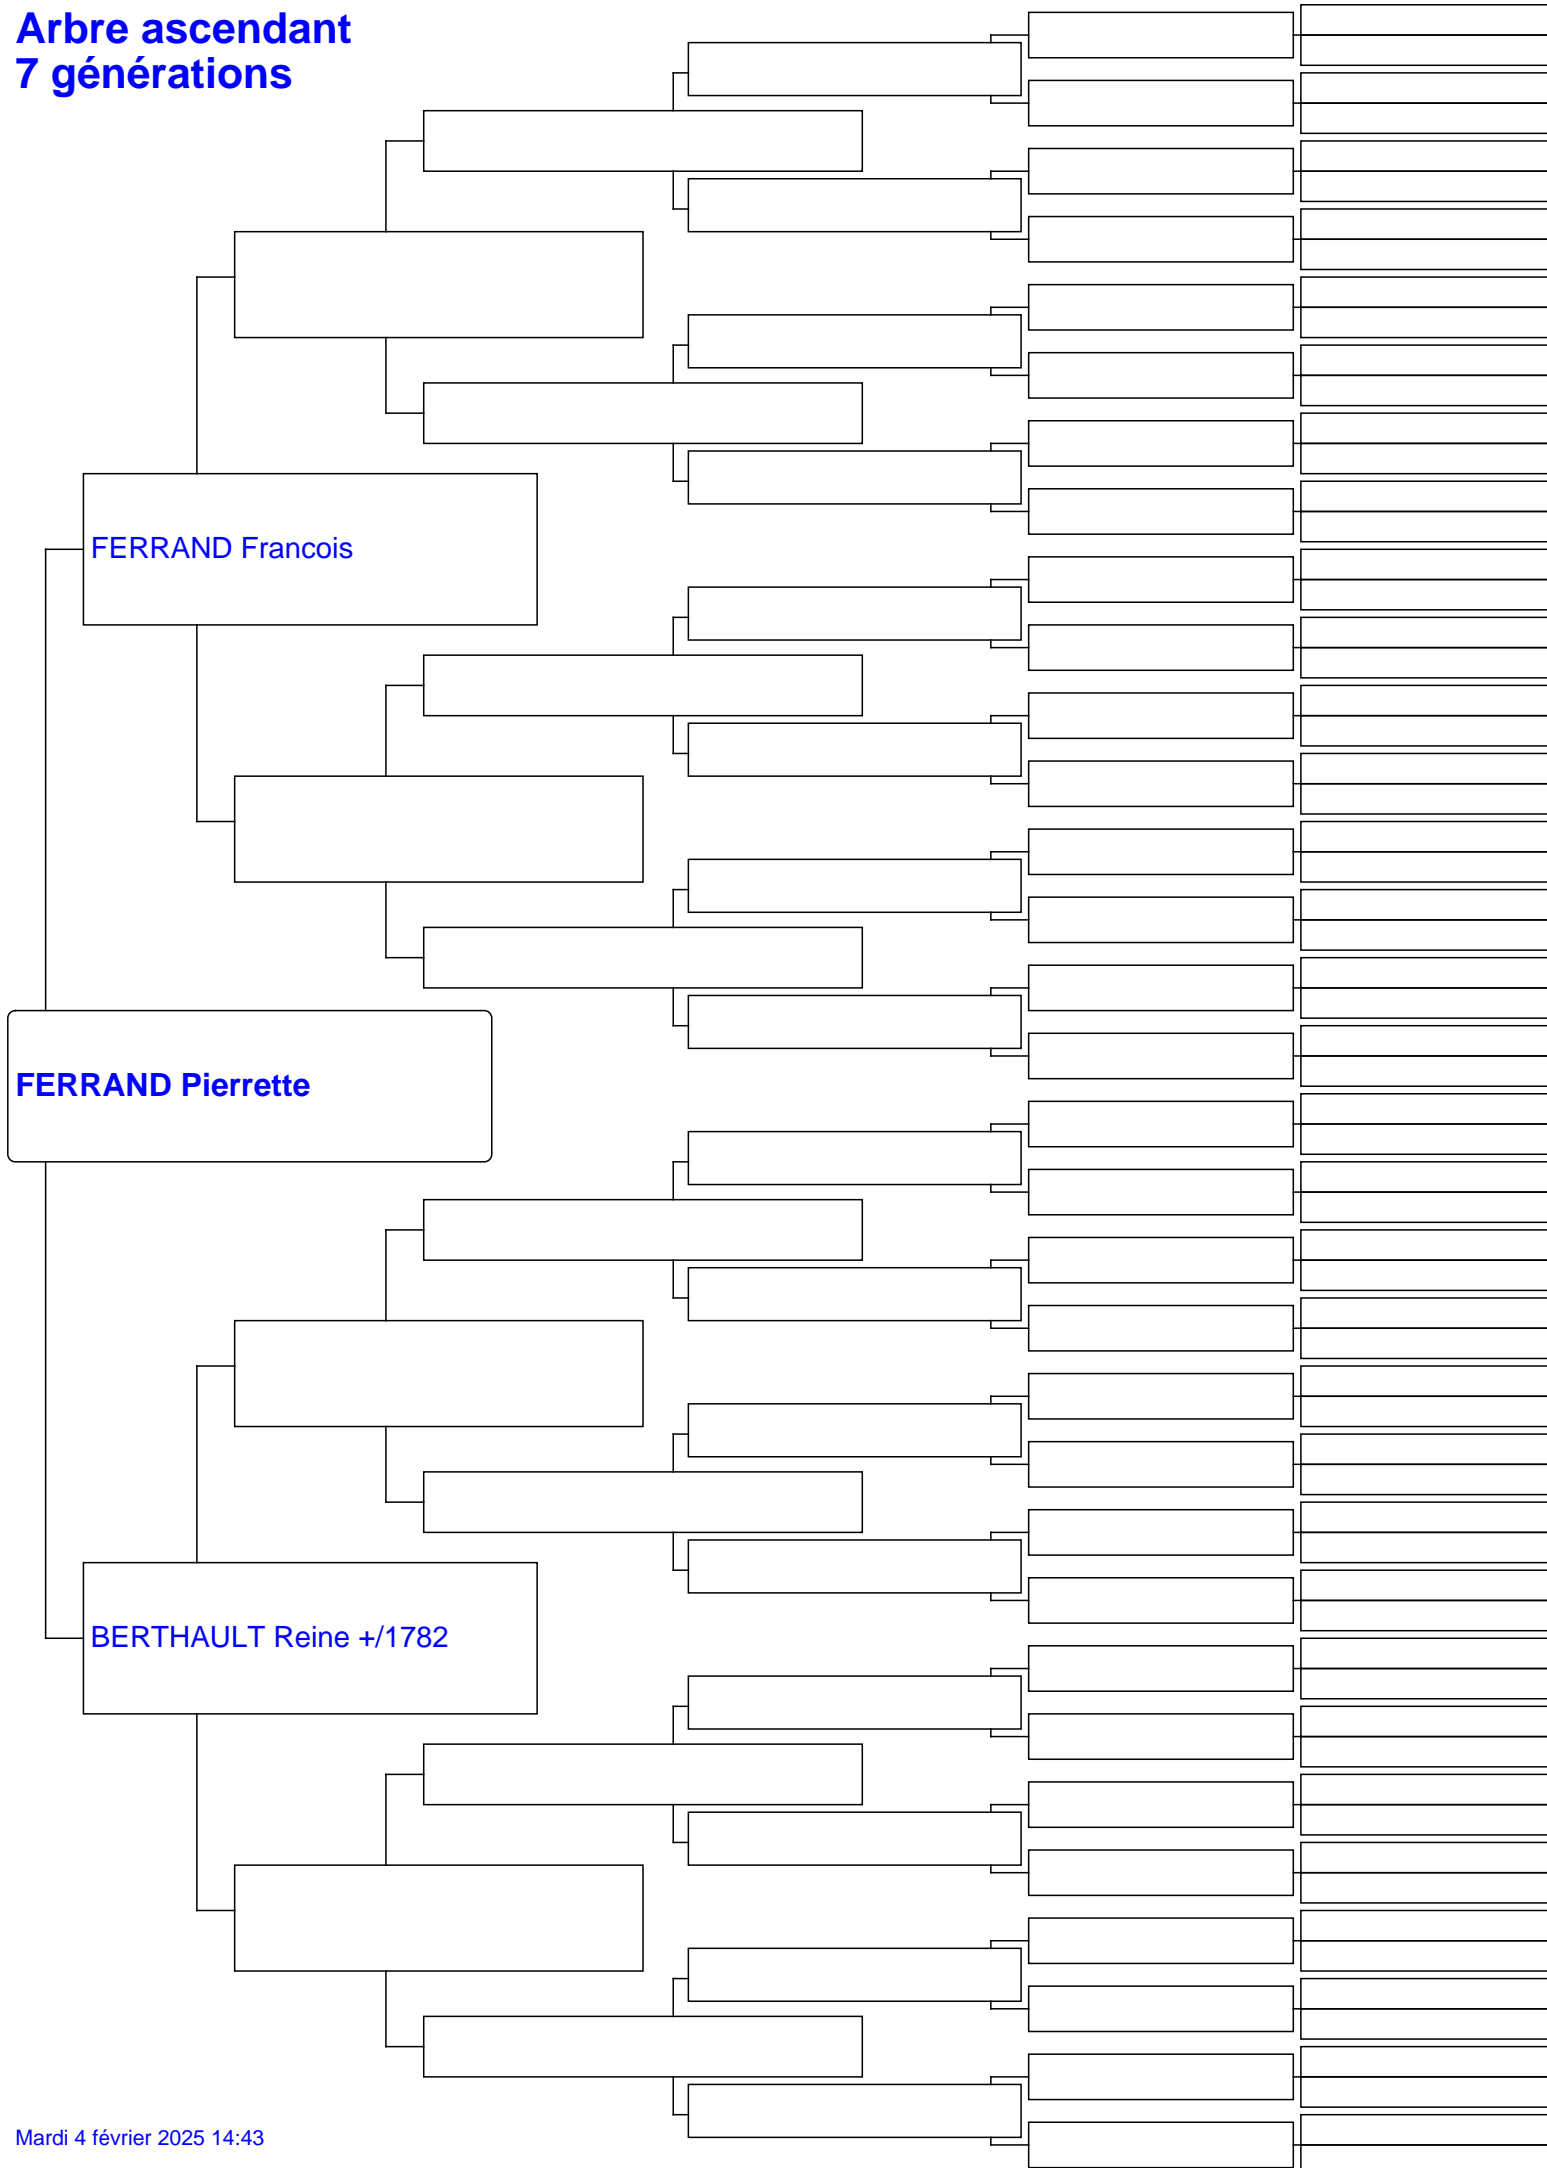 Arbre ascendant
7 générations
FERRAND Francois
FERRAND Pierrette
BERTHAULT Reine +/1782
Mardi 4 février 2025 14:43